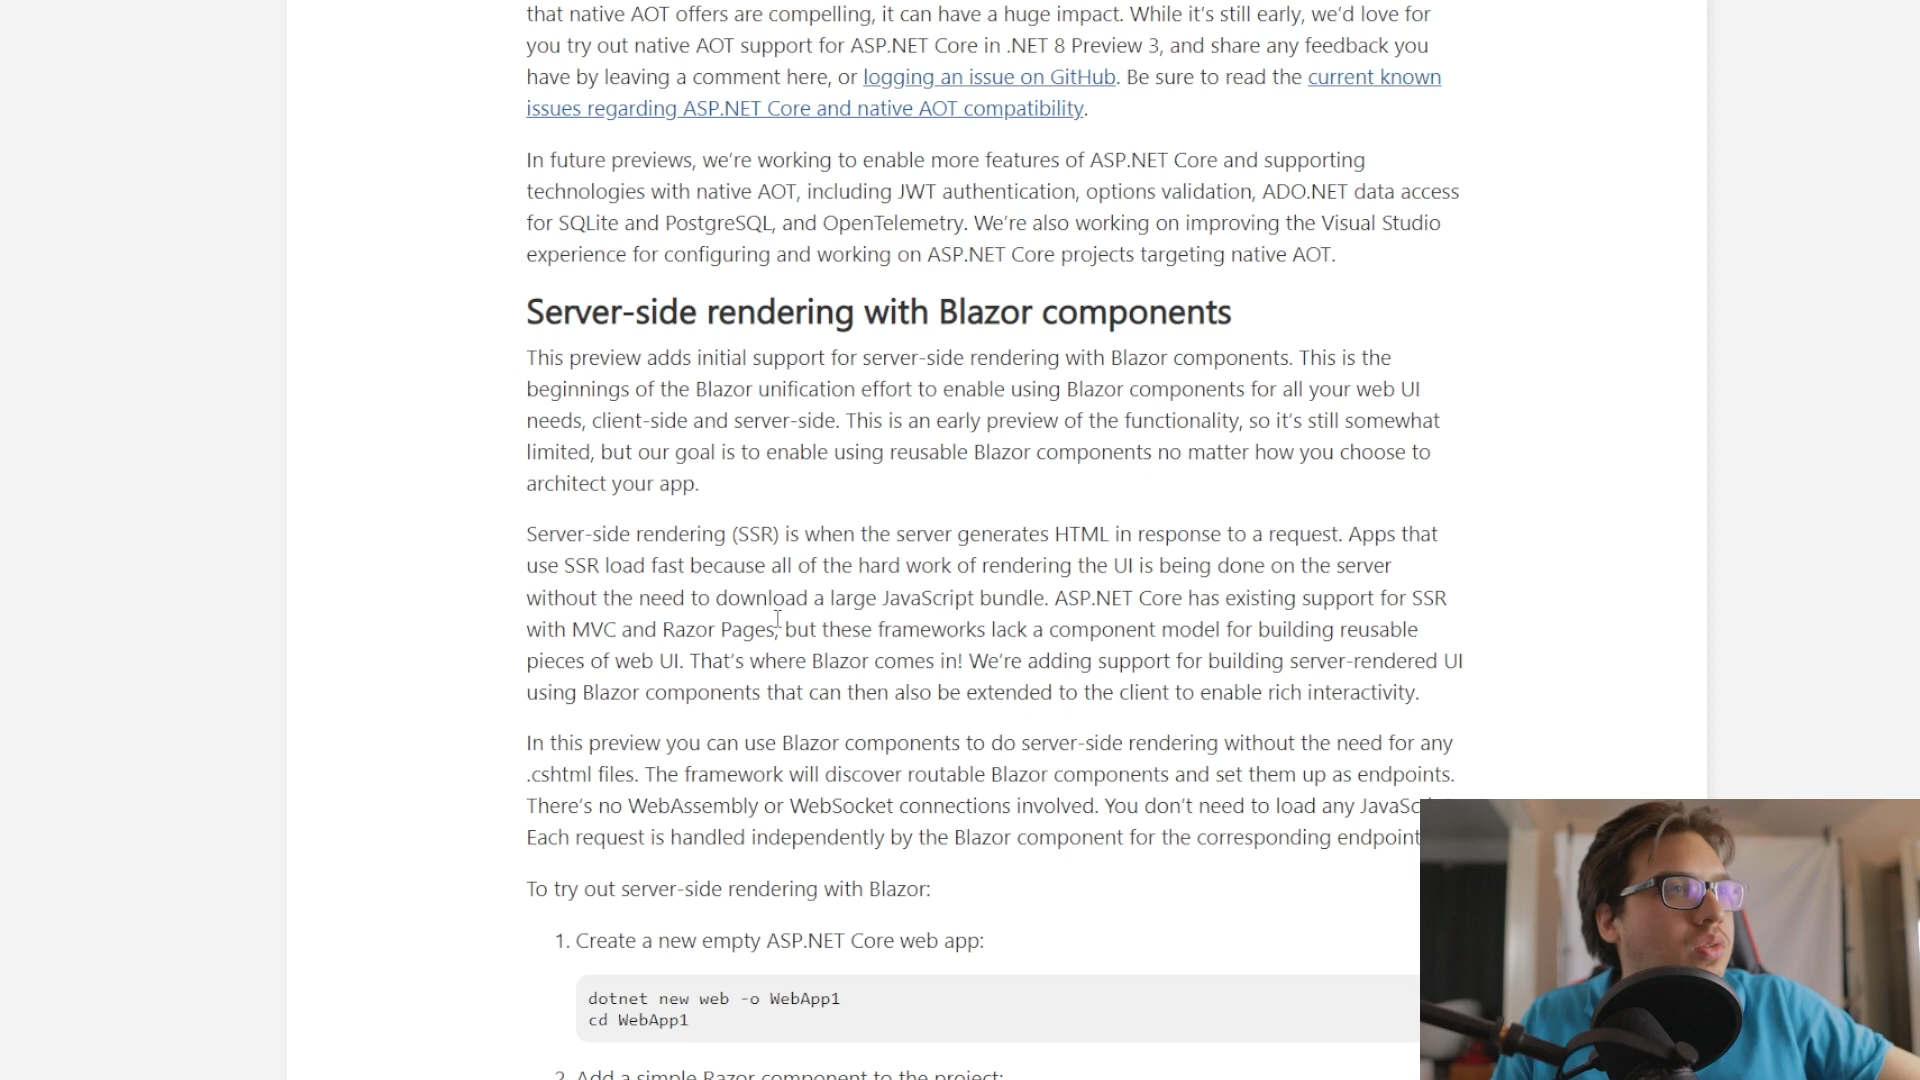 that native AOT offers are compelling, it can have a huge impact. While it’s still early, we’d love for
you try out native AOT support for ASP.NET Core in .NET 8 Preview 3, and share any feedback you
have by leaving a comment here, or logging an issue on GitHub. Be sure to read the current known
issues regarding ASP.NET Core and native AOT compatibility.
In future previews, we’re working to enable more features of ASP.NET Core and supporting
technologies with native AOT, including JWT authentication, options validation, ADO.NET data access
for SQLite and PostgreSQL, and OpenTelemetry. We’re also working on improving the Visual Studio
experience for configuring and working on ASP.NET Core projects targeting native AOT.
Server-side rendering with Blazor components
This preview adds initial support for server-side rendering with Blazor components. This is the
beginnings of the Blazor unification effort to enable using Blazor components for all your web UI
needs, client-side and server-side. This is an early preview of the functionality, so it’s still somewhat
limited, but our goal is to enable using reusable Blazor components no matter how you choose to
architect your app.
Server-side rendering (SSR) is when the server generates HTML in response to a request. Apps that
use SSR load fast because all of the hard work of rendering the UI is being done on the server
without the need to download a large JavaScript bundle. ASP.NET Core has existing support for SSR
with MVC and Razor Pages, but these frameworks lack a component model for building reusable
pieces of web UI. That’s where Blazor comes in! We’re adding support for building server-rendered UI
using Blazor components that can then also be extended to the client to enable rich interactivity.
In this preview you can use Blazor components to do server-side rendering without the need for any
.cshtml files. The framework will discover routable Blazor components and set them up as endpoints.
There’s no WebAssembly or WebSocket connections involved. You don’t need to load any
Each request is handled independently by the Blazor component for the corresponding endpoint
To try out server-side rendering with Blazor:
1. Create a new empty ASP.NET Core web app:
dotnet new web -o WebApp1
cd WebApp1
2. Add a simple Razor component to the project: